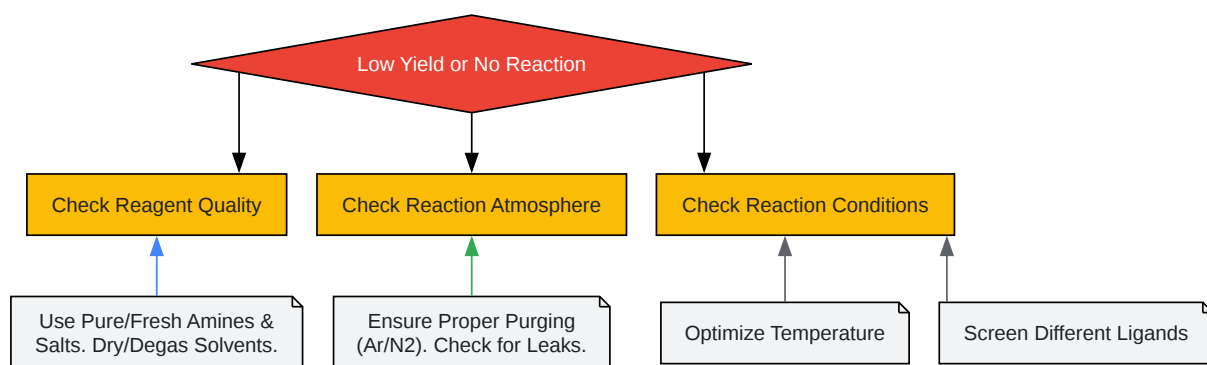 Low Yield or No Reaction
Check Reagent Quality
Check Reaction Atmosphere
Check Reaction Conditions
Use Pure/Fresh Amines &
Salts. Dry/Degas Solvents.
Ensure Proper Purging
(Ar/N2). Check for Leaks.
Optimize Temperature
Screen Different Ligands